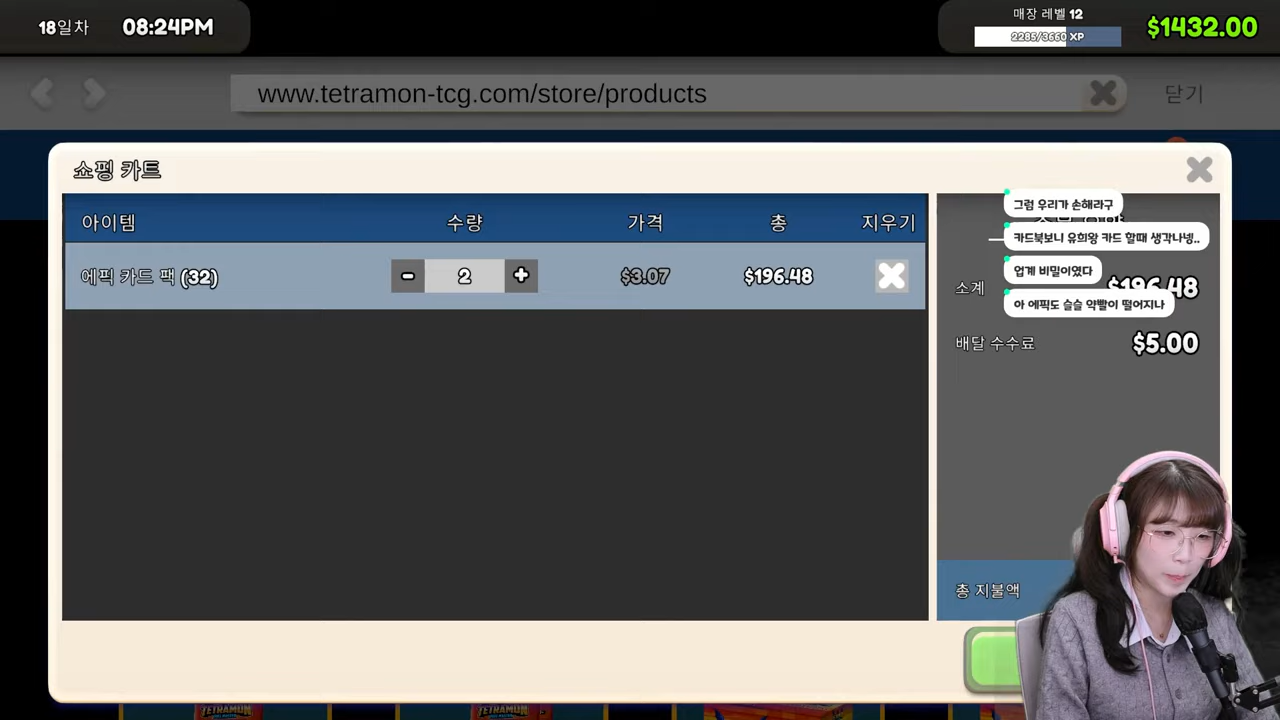 18일차 08:24PM
매장 레벨 12
2285/3660 XP
$1432.00
www.tetramon-tcg.com/store/products
닫기
쇼핑 카트
아이템 수량 가격 총 지우기
에픽 카드 팩 (32) - 2 + $3.07 $196.48
그럼 우리가 손해라구
카드북보니 유희왕 카드 할때 생각나넹..
업계 비밀이였다
아 에픽도 슬슬 약빨이 떨어지나
소계 $196.48
배달 수수료 $5.00
총 지불액
TETRAMON TETRAMON